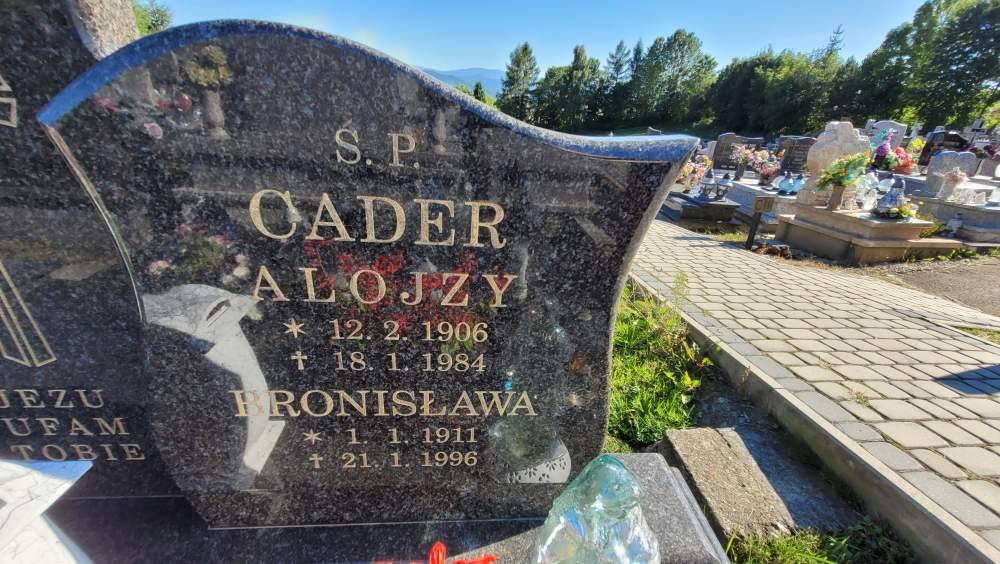 Ś. P.
CADER
ALOJZY
* 12. 2. 1906
† 18. 1. 1984
BRONISŁAWA
* 1. 1. 1911
† 21. 1. 1996
JEZU
UFAM
TOBIE